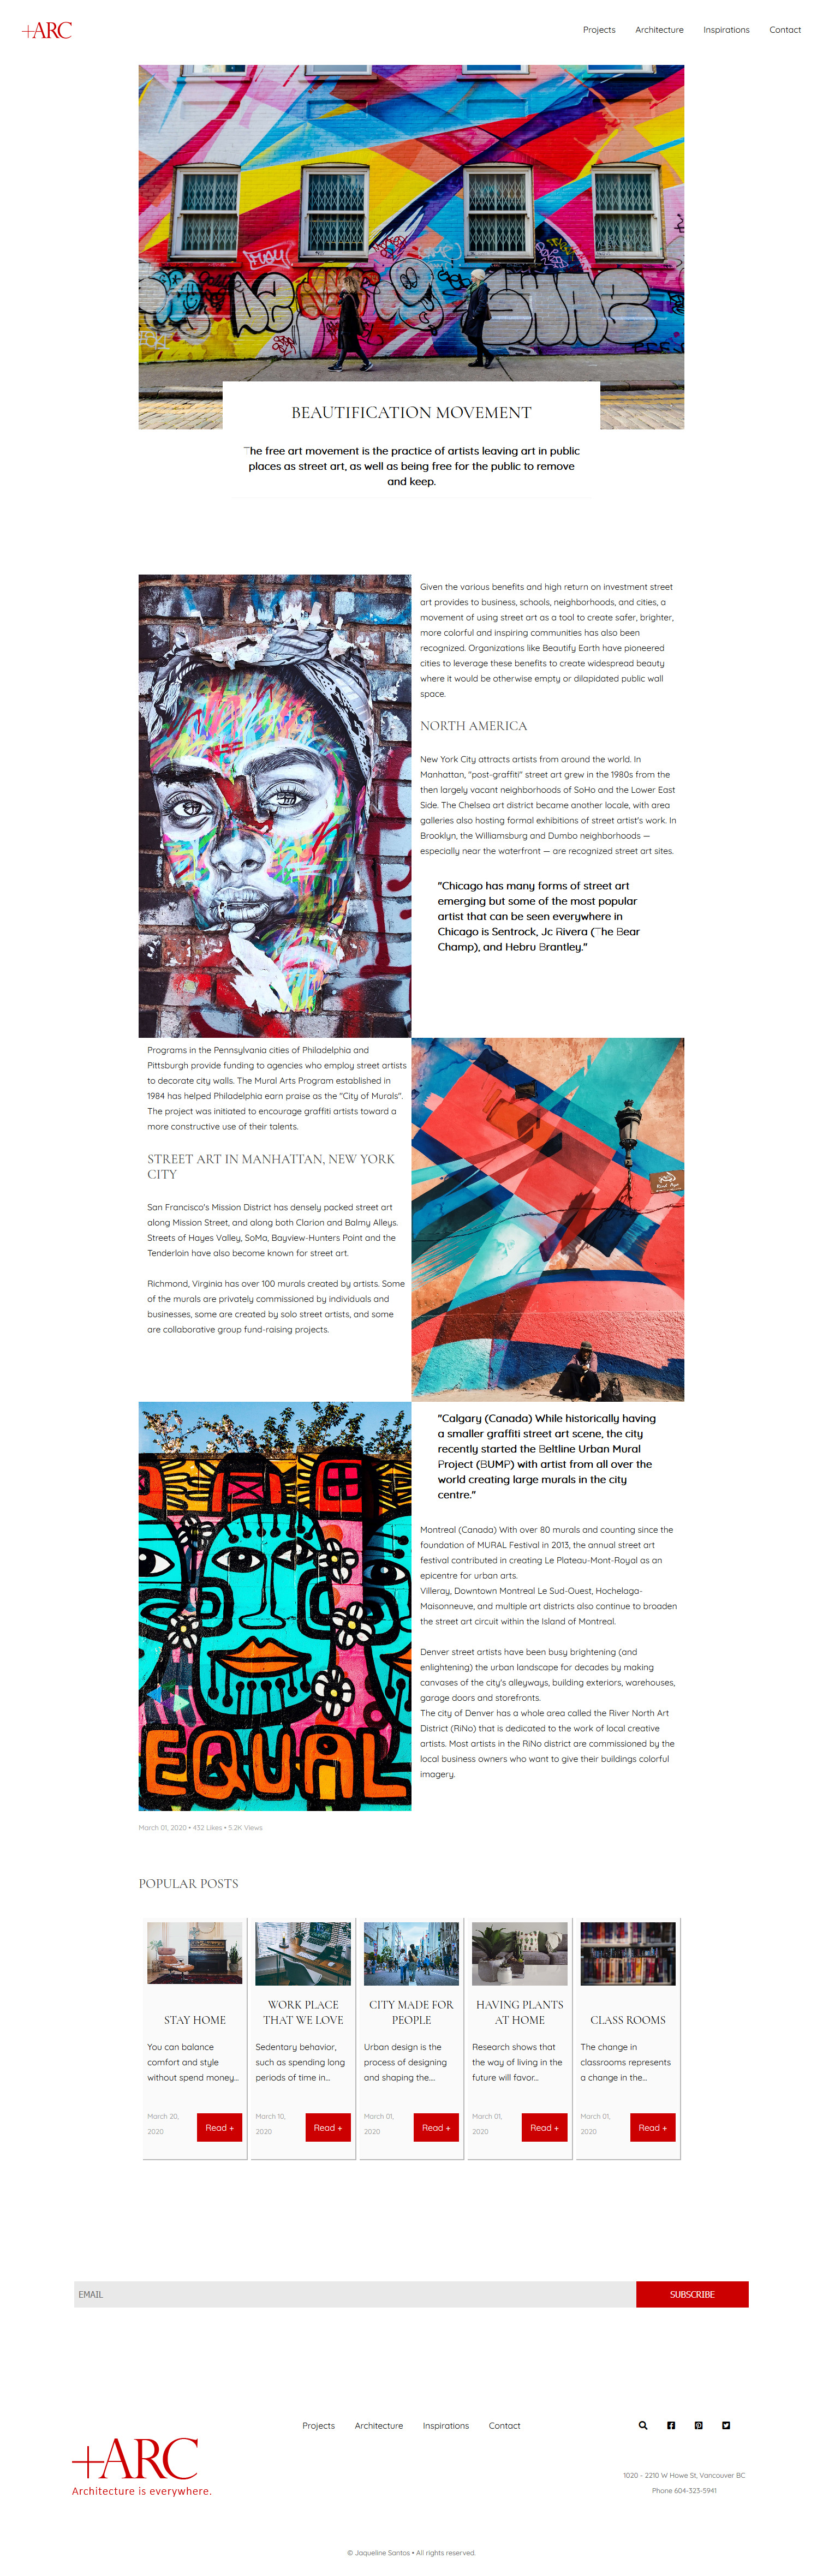 +ARC
Projects Architecture Inspirations Contact
BEAUTIFICATION MOVEMENT
The free art movement is the practice of artists leaving art in public
places as street art, as well as being free for the public to remove
and keep.
Given the various benefits and high return on investment street
art provides to business, schools, neighborhoods, and cities, a
movement of using street art as a tool to create safer, brighter,
more colorful and inspiring communities has also been
recognized. Organizations like Beautify Earth have pioneered
cities to leverage these benefits to create widespread beauty
where it would be otherwise empty or dilapidated public wall
space.
NORTH AMERICA
New York City attracts artists from around the world. In
Manhattan, "post-graffiti" street art grew in the 1980s from the
then largely vacant neighborhoods of SoHo and the Lower East
Side. The Chelsea art district became another locale, with area
galleries also hosting formal exhibitions of street artist's work. In
Brooklyn, the Williamsburg and Dumbo neighborhoods —
especially near the waterfront — are recognized street art sites.
"Chicago has many forms of street art
emerging but some of the most popular
artist that can be seen everywhere in
Chicago is Sentrock, Jc Rivera (The Bear
Champ), and Hebru Brantley."
Programs in the Pennsylvania cities of Philadelphia and
Pittsburgh provide funding to agencies who employ street artists
to decorate city walls. The Mural Arts Program established in
1984 has helped Philadelphia earn praise as the "City of Murals".
The project was initiated to encourage graffiti artists toward a
more constructive use of their talents.
STREET ART IN MANHATTAN, NEW YORK
CITY
San Francisco's Mission District has densely packed street art
along Mission Street, and along both Clarion and Balmy Alleys.
Streets of Hayes Valley, SoMa, Bayview-Hunters Point and the
Tenderloin have also become known for street art.
Richmond, Virginia has over 100 murals created by artists. Some
of the murals are privately commissioned by individuals and
businesses, some are created by solo street artists, and some
are collaborative group fund-raising projects.
EQUAL
"Calgary (Canada) While historically having
a smaller graffiti street art scene, the city
recently started the Beltline Urban Mural
Project (BUMP) with artist from all over the
world creating large murals in the city
centre."
Montreal (Canada) With over 80 murals and counting since the
foundation of MURAL Festival in 2013, the annual street art
festival contributed in creating Le Plateau-Mont-Royal as an
epicentre for urban arts.
Villeray, Downtown Montreal Le Sud-Ouest, Hochelaga-
Maisonneuve, and multiple art districts also continue to broaden
the street art circuit within the Island of Montreal.
Denver street artists have been busy brightening (and
enlightening) the urban landscape for decades by making
canvases of the city's alleyways, building exteriors, warehouses,
garage doors and storefronts.
The city of Denver has a whole area called the River North Art
District (RiNo) that is dedicated to the work of local creative
artists. Most artists in the RiNo district are commissioned by the
local business owners who want to give their buildings colorful
imagery.
March 01, 2020 • 432 Likes • 5.2K Views
POPULAR POSTS
STAY HOME
You can balance
comfort and style
without spend money...
March 20,
2020
Read +
WORK PLACE
THAT WE LOVE
Sedentary behavior,
such as spending long
periods of time in...
March 10,
2020
Read +
CITY MADE FOR
PEOPLE
Urban design is the
process of designing
and shaping the....
March 01,
2020
Read +
HAVING PLANTS
AT HOME
Research shows that
the way of living in the
future will favor...
March 01,
2020
Read +
CLASS ROOMS
The change in
classrooms represents
a change in the...
March 01,
2020
Read +
EMAIL
SUBSCRIBE
+ARC
Architecture is everywhere.
Projects Architecture Inspirations Contact
1020 - 2210 W Howe St, Vancouver BC
Phone 604-323-5941
© Jaqueline Santos • All rights reserved.